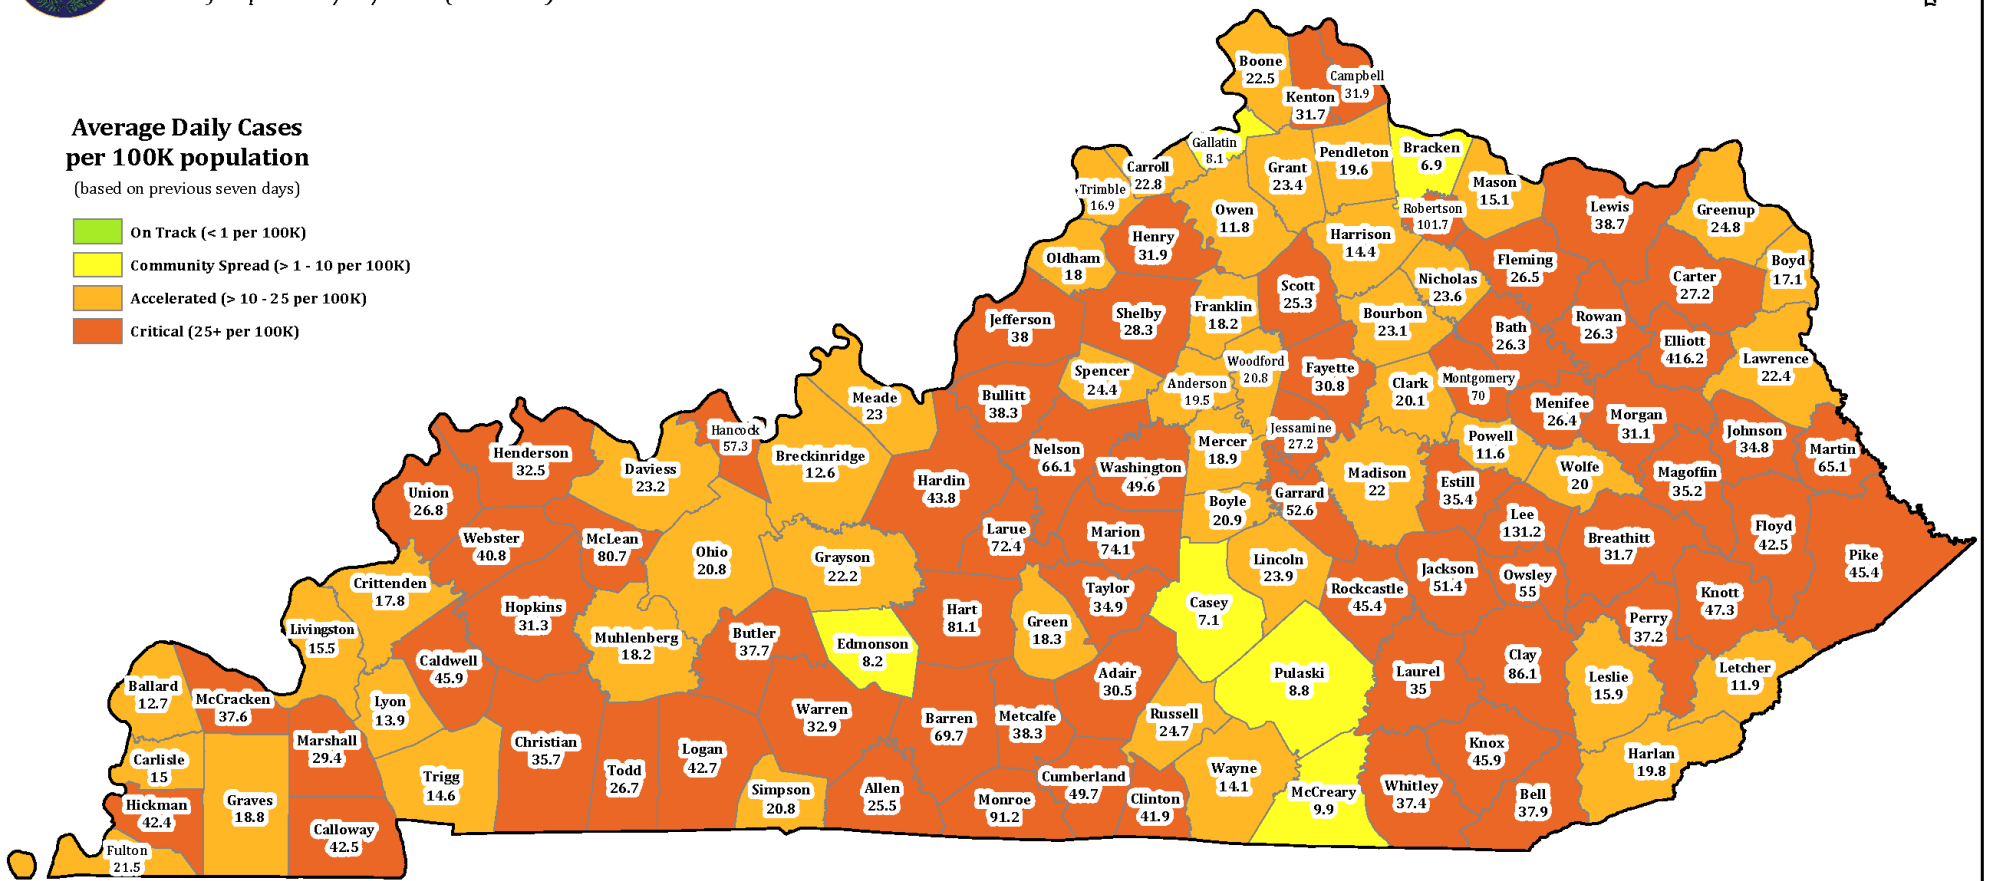 Average Daily Cases
per 100K population
(based on previous seven days)
On Track (< 1 per 100K)
Community Spread (> 1 - 10 per 100K)
Accelerated (> 10 - 25 per 100K)
Critical (25+ per 100K)
Boone
22.5
Kenton
31.7
Campbell
31.9
Gallatin
8.1
Carroll
22.8
Trimble
16.9
Grant
23.4
Pendleton
19.6
Bracken
6.9
Mason
15.1
Robertson
101.7
Lewis
38.7
Greenup
24.8
Boyd
17.1
Owen
11.8
Henry
31.9
Oldham
18
Harrison
14.4
Fleming
26.5
Carter
27.2
Nicholas
23.6
Scott
25.3
Franklin
18.2
Shelby
28.3
Jefferson
38
Bourbon
23.1
Bath
26.3
Rowan
26.3
Elliott
416.2
Lawrence
22.4
Spencer
24.4
Anderson
19.5
Woodford
20.8
Fayette
30.8
Clark
20.1
Montgomery
70
Menifee
26.4
Morgan
31.1
Johnson
34.8
Martin
65.1
Meade
23
Bullitt
38.3
Hancock
57.3
Breckinridge
12.6
Nelson
66.1
Washington
49.6
Mercer
18.9
Jessamine
27.2
Powell
11.6
Wolfe
20
Magoffin
35.2
Henderson
32.5
Daviess
23.2
Union
26.8
Hardin
43.8
Boyle
20.9
Garrard
52.6
Madison
22
Estill
35.4
Lee
131.2
Breathitt
31.7
Floyd
42.5
Pike
45.4
Webster
40.8
McLean
80.7
Ohio
20.8
Grayson
22.2
Larue
72.4
Marion
74.1
Lincoln
23.9
Rockcastle
45.4
Jackson
51.4
Owsley
55
Perry
37.2
Knott
47.3
Crittenden
17.8
Livingston
15.5
Hopkins
31.3
Muhlenberg
18.2
Butler
37.7
Edmonson
8.2
Hart
81.1
Green
18.3
Taylor
34.9
Casey
7.1
Pulaski
8.8
Laurel
35
Clay
86.1
Leslie
15.9
Letcher
11.9
Ballard
12.7
McCracken
37.6
Lyon
13.9
Caldwell
45.9
Warren
32.9
Barren
69.7
Metcalfe
38.3
Adair
30.5
Russell
24.7
Carlisle
15
Marshall
29.4
Trigg
14.6
Christian
35.7
Todd
26.7
Logan
42.7
Simpson
20.8
Allen
25.5
Monroe
91.2
Cumberland
49.7
Clinton
41.9
Wayne
14.1
McCreary
9.9
Whitley
37.4
Knox
45.9
Bell
37.9
Harlan
19.8
Hickman
42.4
Graves
18.8
Calloway
42.5
Fulton
21.5